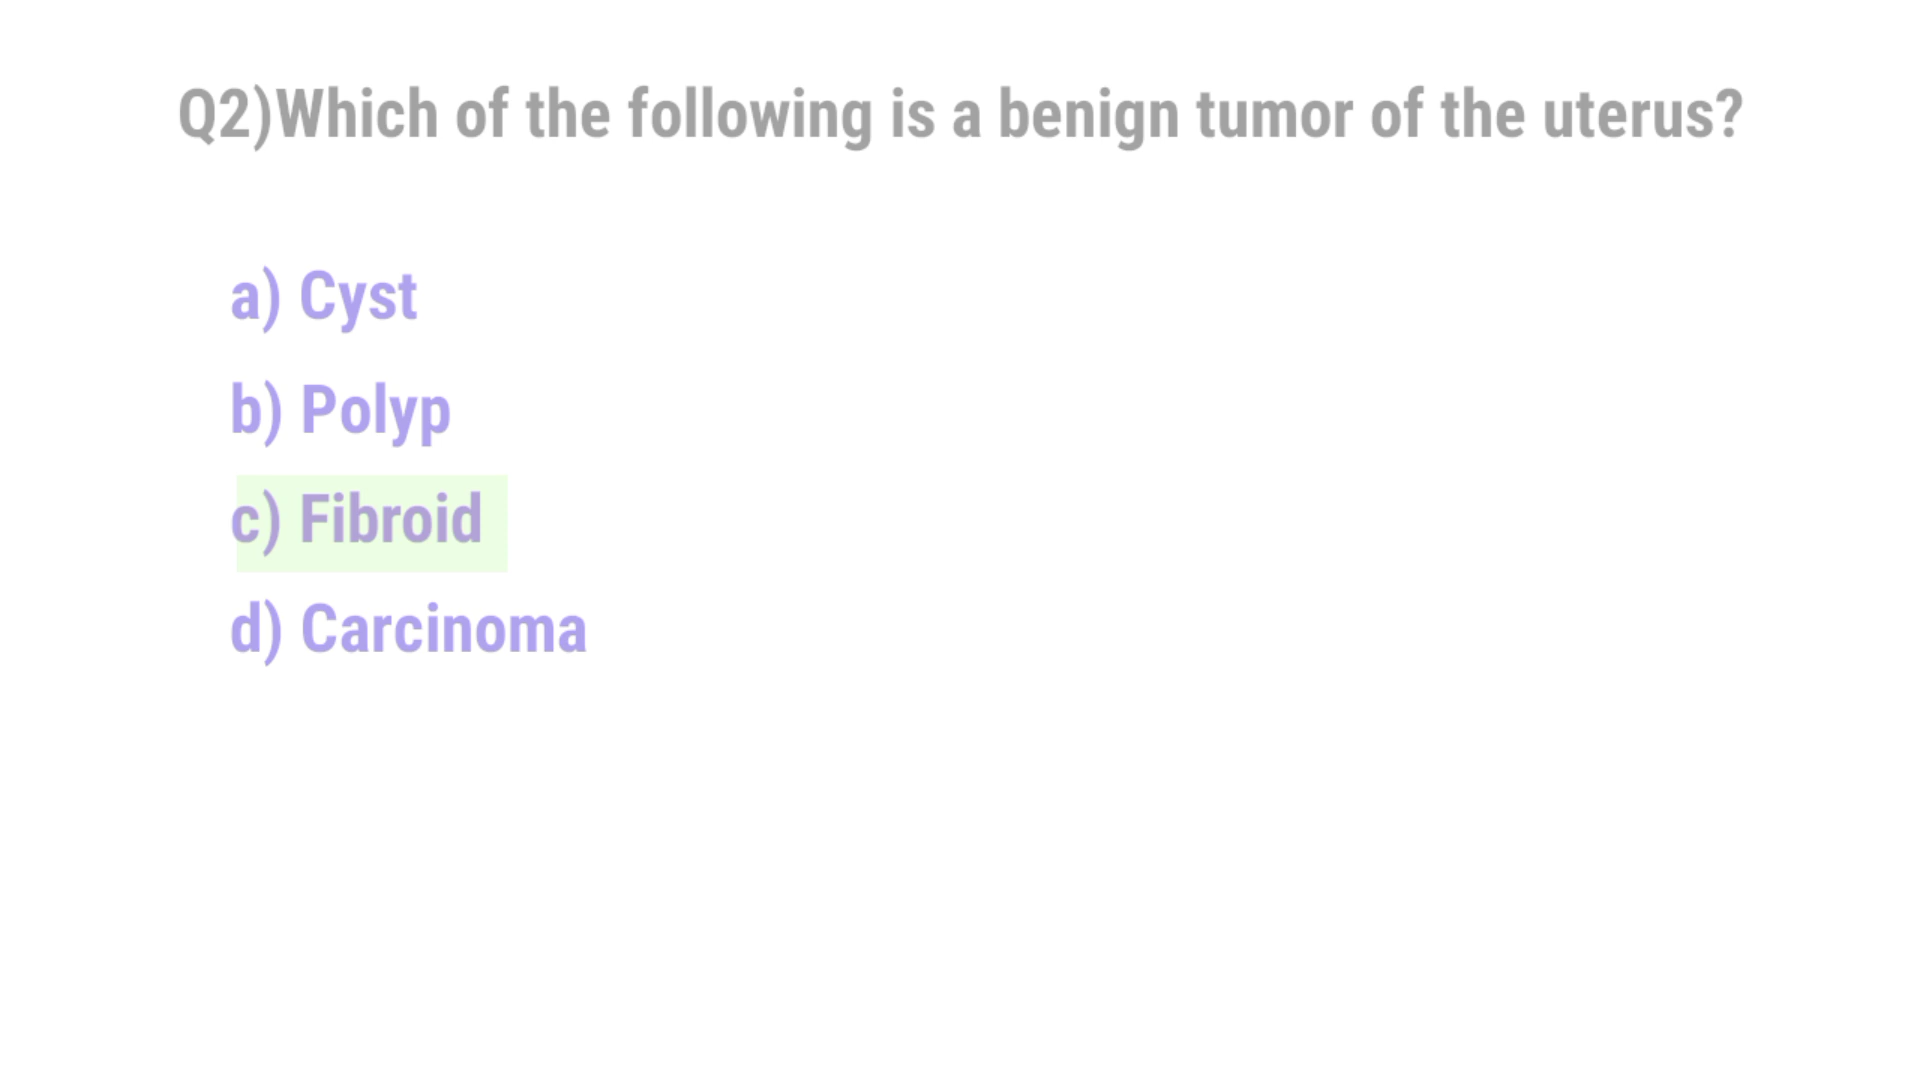 Q2)Which of the following is a benign tumor of the uterus?
a) Cyst
b) Polyp
c) Fibroid
d) Carcinoma